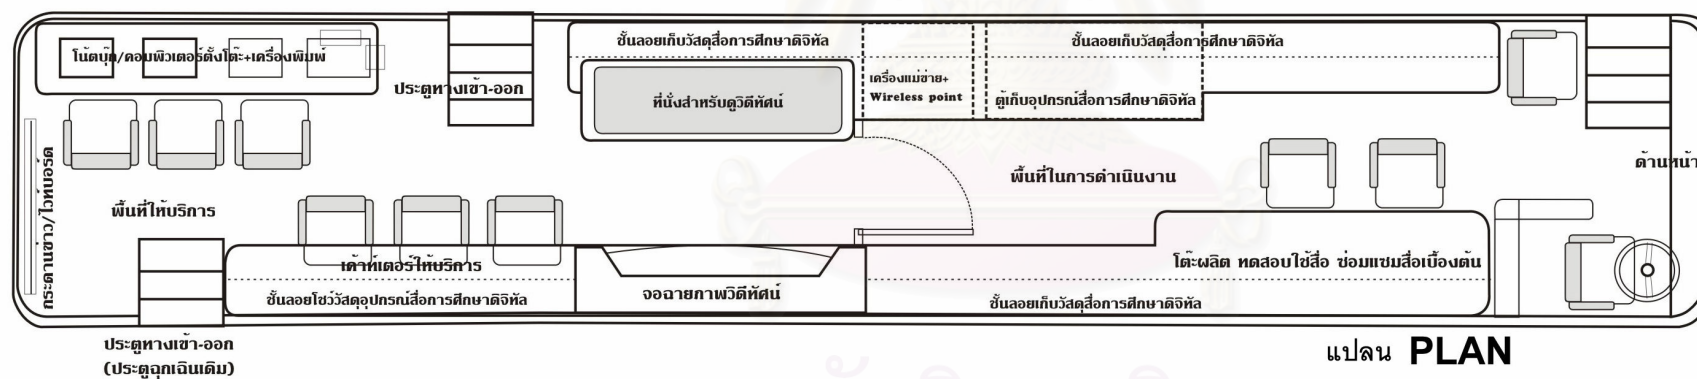 ชั้นลอยเก็บวัสดุสื่อการศึกษาดิจิทัล
ชั้นลอยเก็บวัสดุสื่อการศึกษาดิจิทัล
โน้ตบุ๊ก/คอมพิวเตอร์ตั้งโต๊ะ+เครื่องพิมพ์
ประตูทางเข้า-ออก
ที่นั่งสำหรับดูวิดีทัศน์
เครื่องแม่ข่าย+
Wireless point
ตู้เก็บอุปกรณ์สื่อการศึกษาดิจิทัล
ด้านหน้า
พื้นที่ในการดำเนินงาน
พื้นที่ให้บริการ
เค้าท์เตอร์ให้บริการ
โต๊ะผลิต ทดสอบใช้สื่อ ซ่อมแซมสื่อเบื้องต้น
ชั้นลอยโชว์วัสดุอุปกรณ์สื่อการศึกษาดิจิทัล
จอฉายภาพวิดีทัศน์
ชั้นลอยเก็บวัสดุสื่อการศึกษาดิจิทัล
ประตูทางเข้า-ออก
(ประตูฉุกเฉินเดิม)
แปลน PLAN